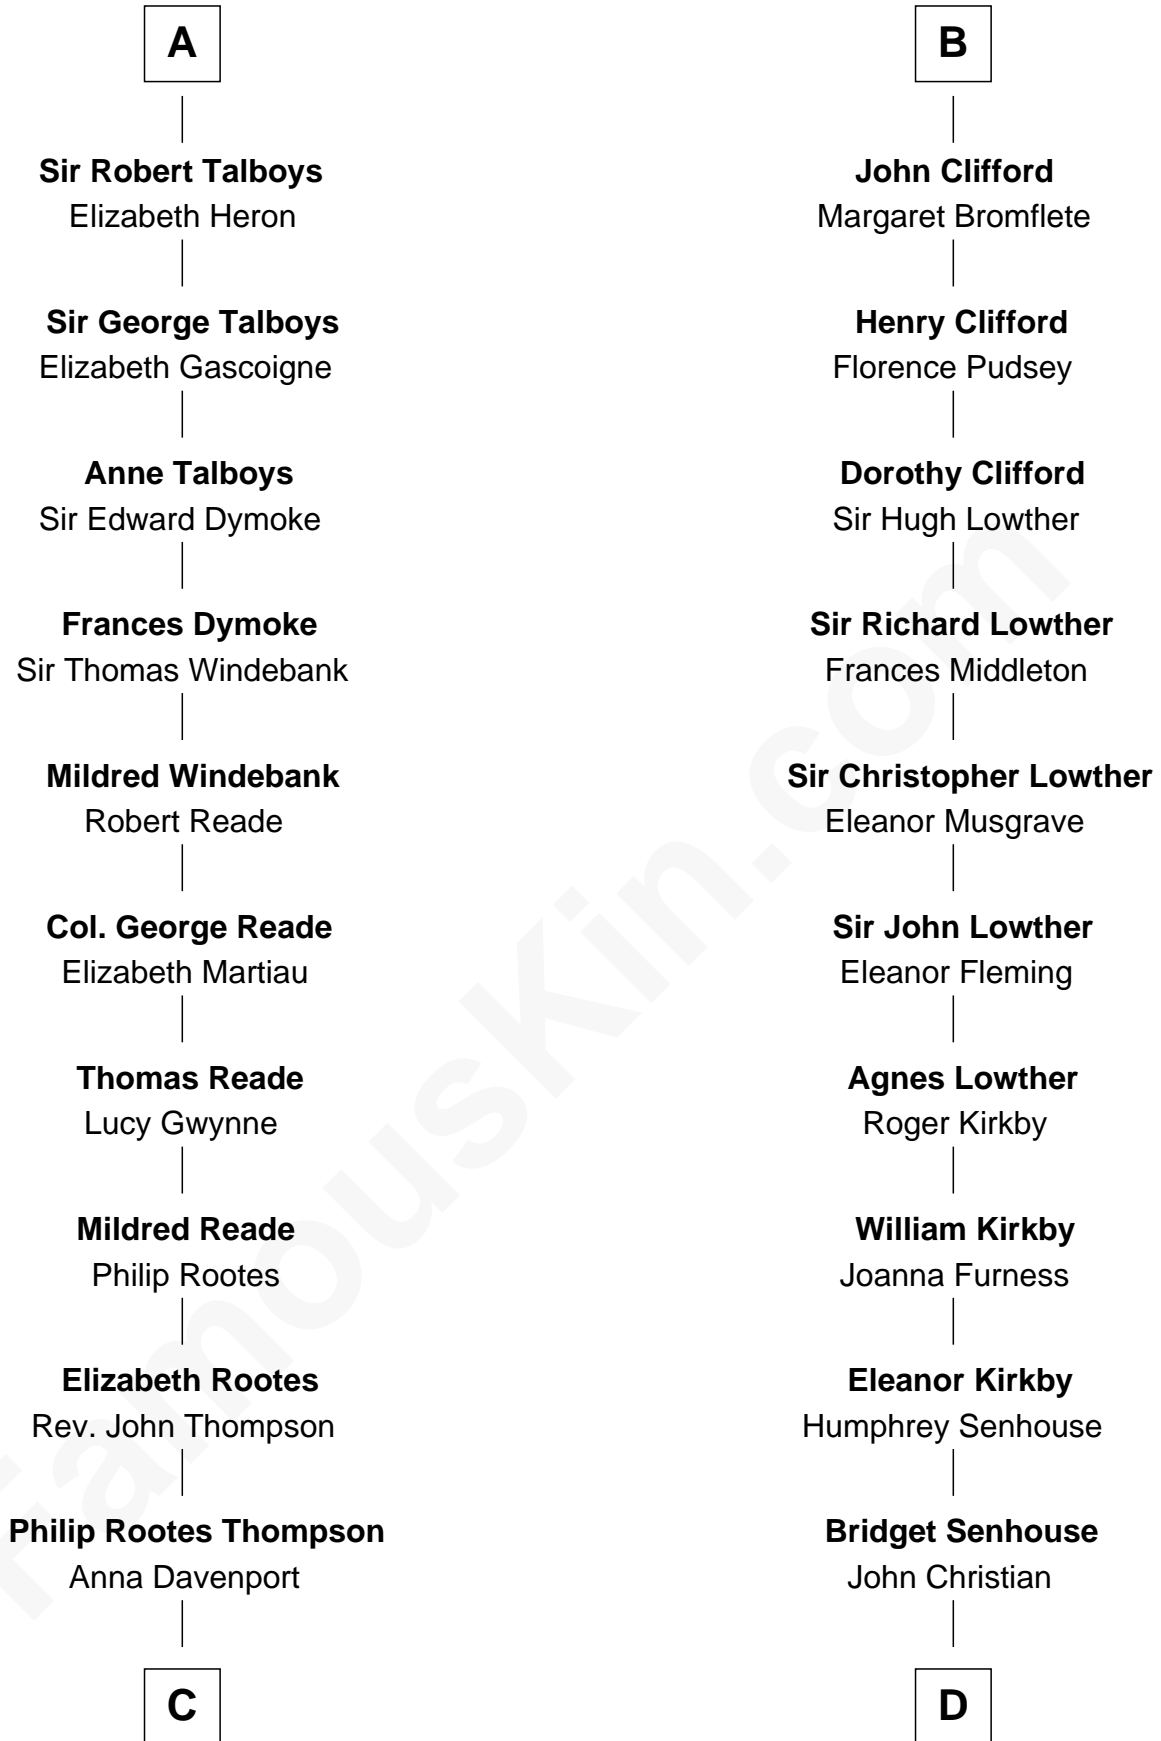 A
Sir Robert Talboys
Elizabeth Heron
Sir George Talboys
Elizabeth Gascoigne
Anne Talboys
Sir Edward Dymoke
Frances Dymoke
Sir Thomas Windebank
Mildred Windebank
Robert Reade
Col. George Reade
Elizabeth Martiau
Thomas Reade
Lucy Gwynne
Mildred Reade
Philip Rootes
Elizabeth Rootes
Rev. John Thompson
Philip Rootes Thompson
Anna Davenport
C
B
John Clifford
Margaret Bromflete
Henry Clifford
Florence Pudsey
Dorothy Clifford
Sir Hugh Lowther
Sir Richard Lowther
Frances Middleton
Sir Christopher Lowther
Eleanor Musgrave
Sir John Lowther
Eleanor Fleming
Agnes Lowther
Roger Kirkby
William Kirkby
Joanna Furness
Eleanor Kirkby
Humphrey Senhouse
Bridget Senhouse
John Christian
D
FamousKin.com